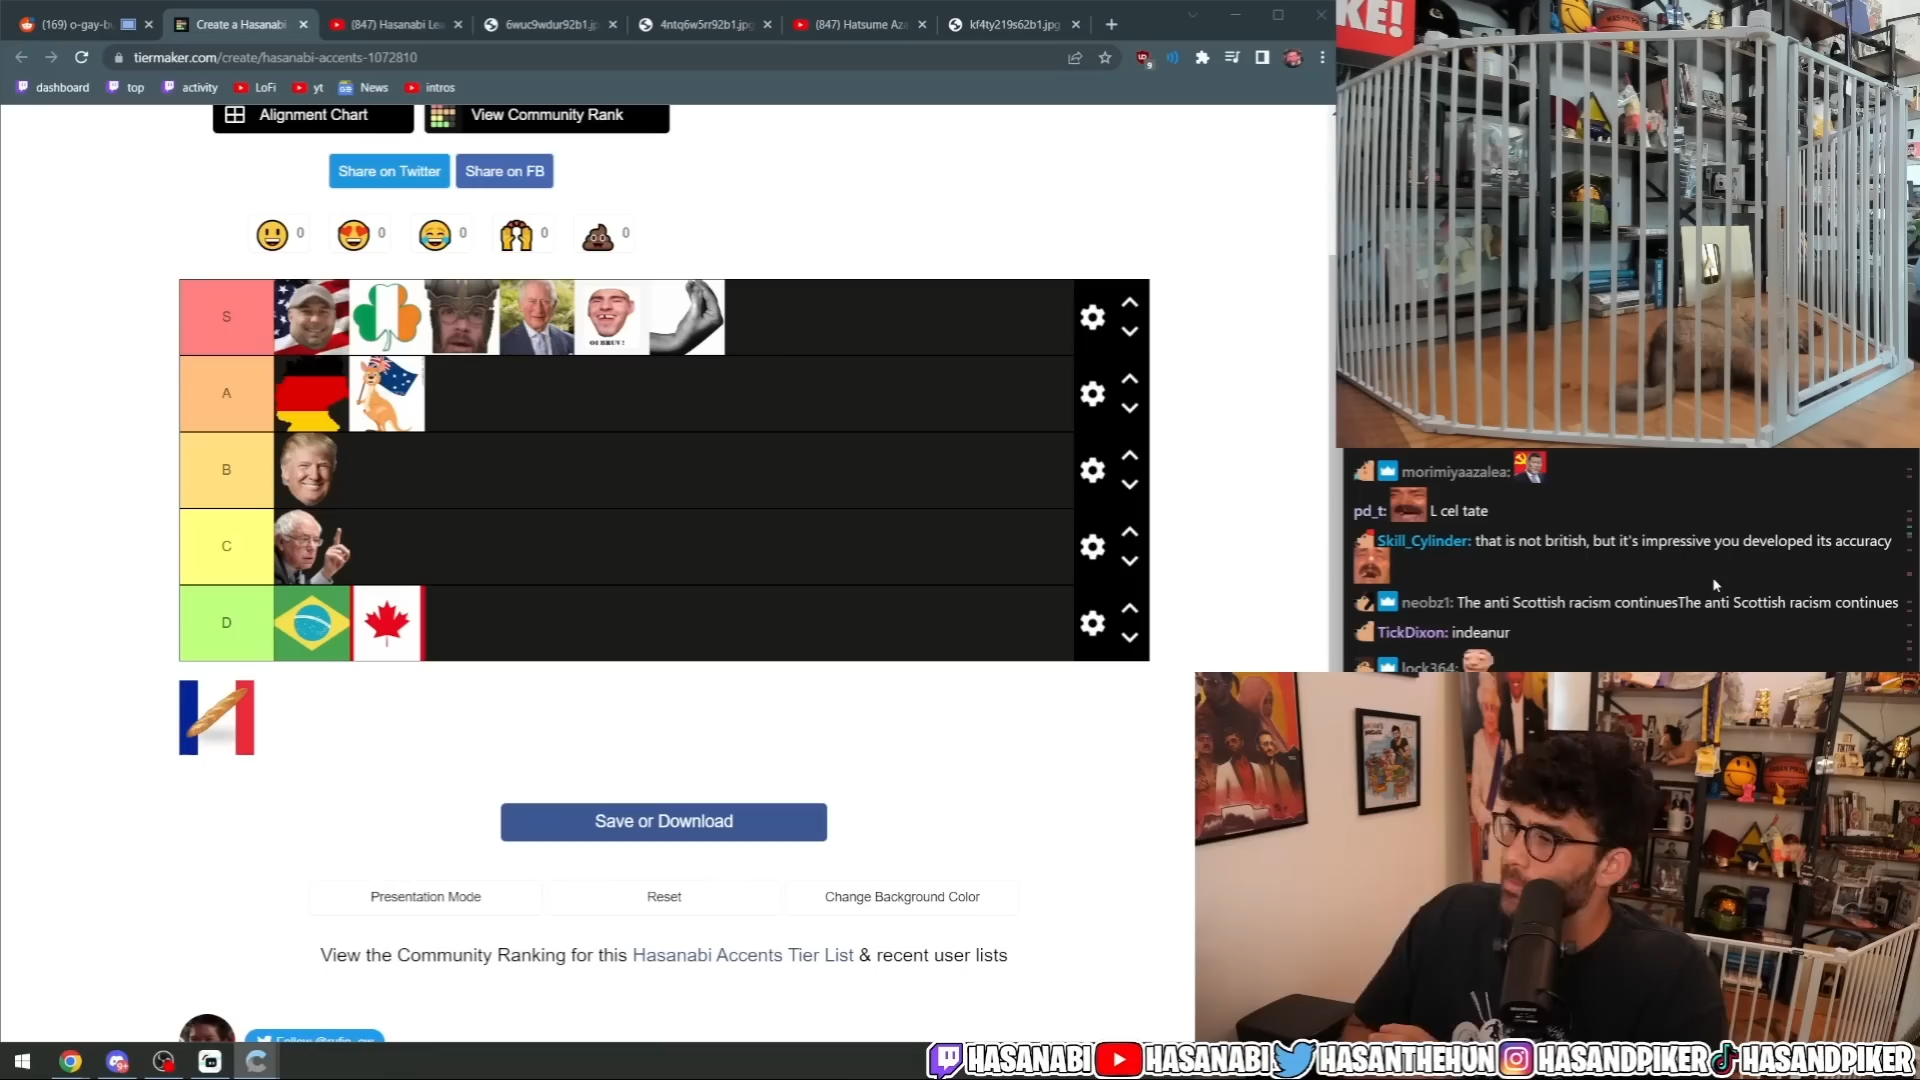 (169) o-gay-b
Create a Hasanabi
(847) Hasanabi Le
6wuc9wdur92b1.j
4ntq6w5rr92b1.jpg
(847) Hatsume Az
kf4ty219s62b1.jpg
tiermaker.com/create/hasanabi-accents-1072810
9
dashboard
top
activity
LoFi
yt
News
intros
Alignment Chart
View Community Rank
Share on Twitter
Share on FB
0
0
0
0
0
S
OI BRUV!
A
B
C
D
Save or Download
Presentation Mode
Reset
Change Background Color
View the Community Ranking for this Hasanabi Accents Tier List & recent user lists
KE!
morimiyaazalea:
pd_t: L cel tate
Skill_Cylinder: that is not british, but it's impressive you developed its accuracy
neobz1: The anti Scottish racism continuesThe anti Scottish racism continues
TickDixon: indeanur
lock364:
HASANABI
HASANABI
HASANTHEHUN
HASANDPIKER
HASANDPIKER